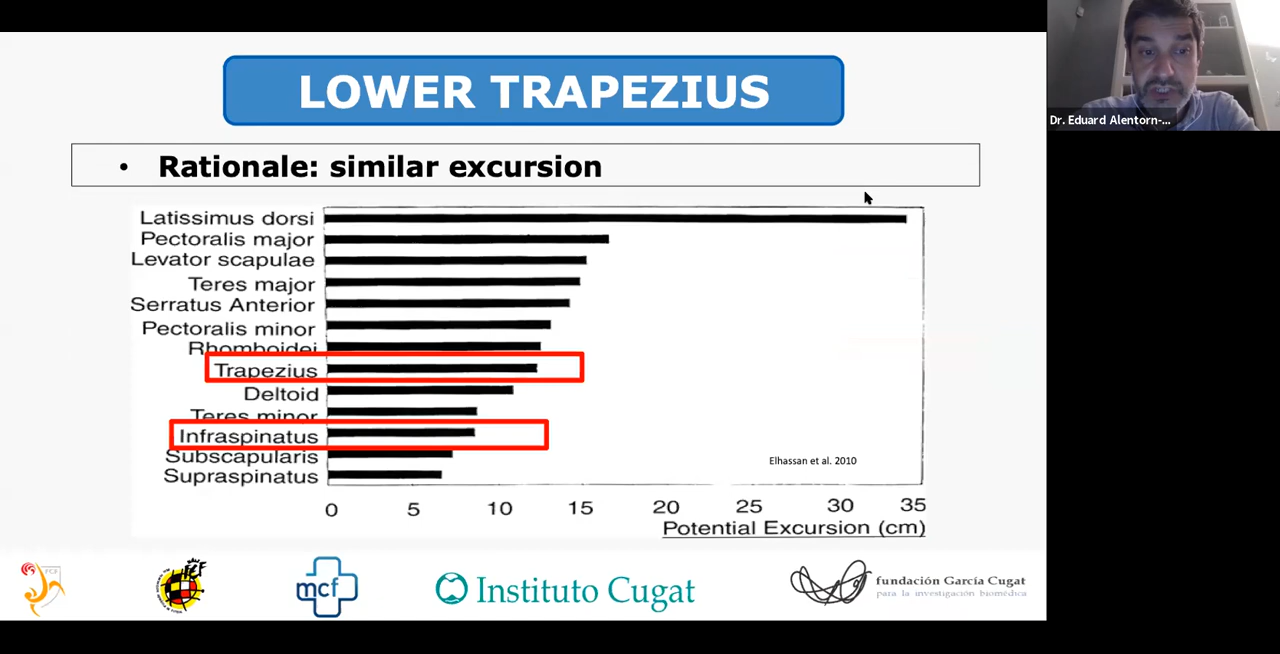 LOWER TRAPEZIUS
Dr. Eduard Alentorn-...
• Rationale: similar excursion
Latissimus dorsi
Pectoralis major
Levator scapulae
Teres major
Serratus Anterior
Pectoralis minor
Rhomboidei
Trapezius
Deltoid
Teres minor
Infraspinatus
Subscapularis
Supraspinatus
Elhassan et al. 2010
0 5 10 15 20 25 30 35
Potential Excursion (cm)
mcf
Instituto Cugat
fundación García Cugat
para la investigación biomédica